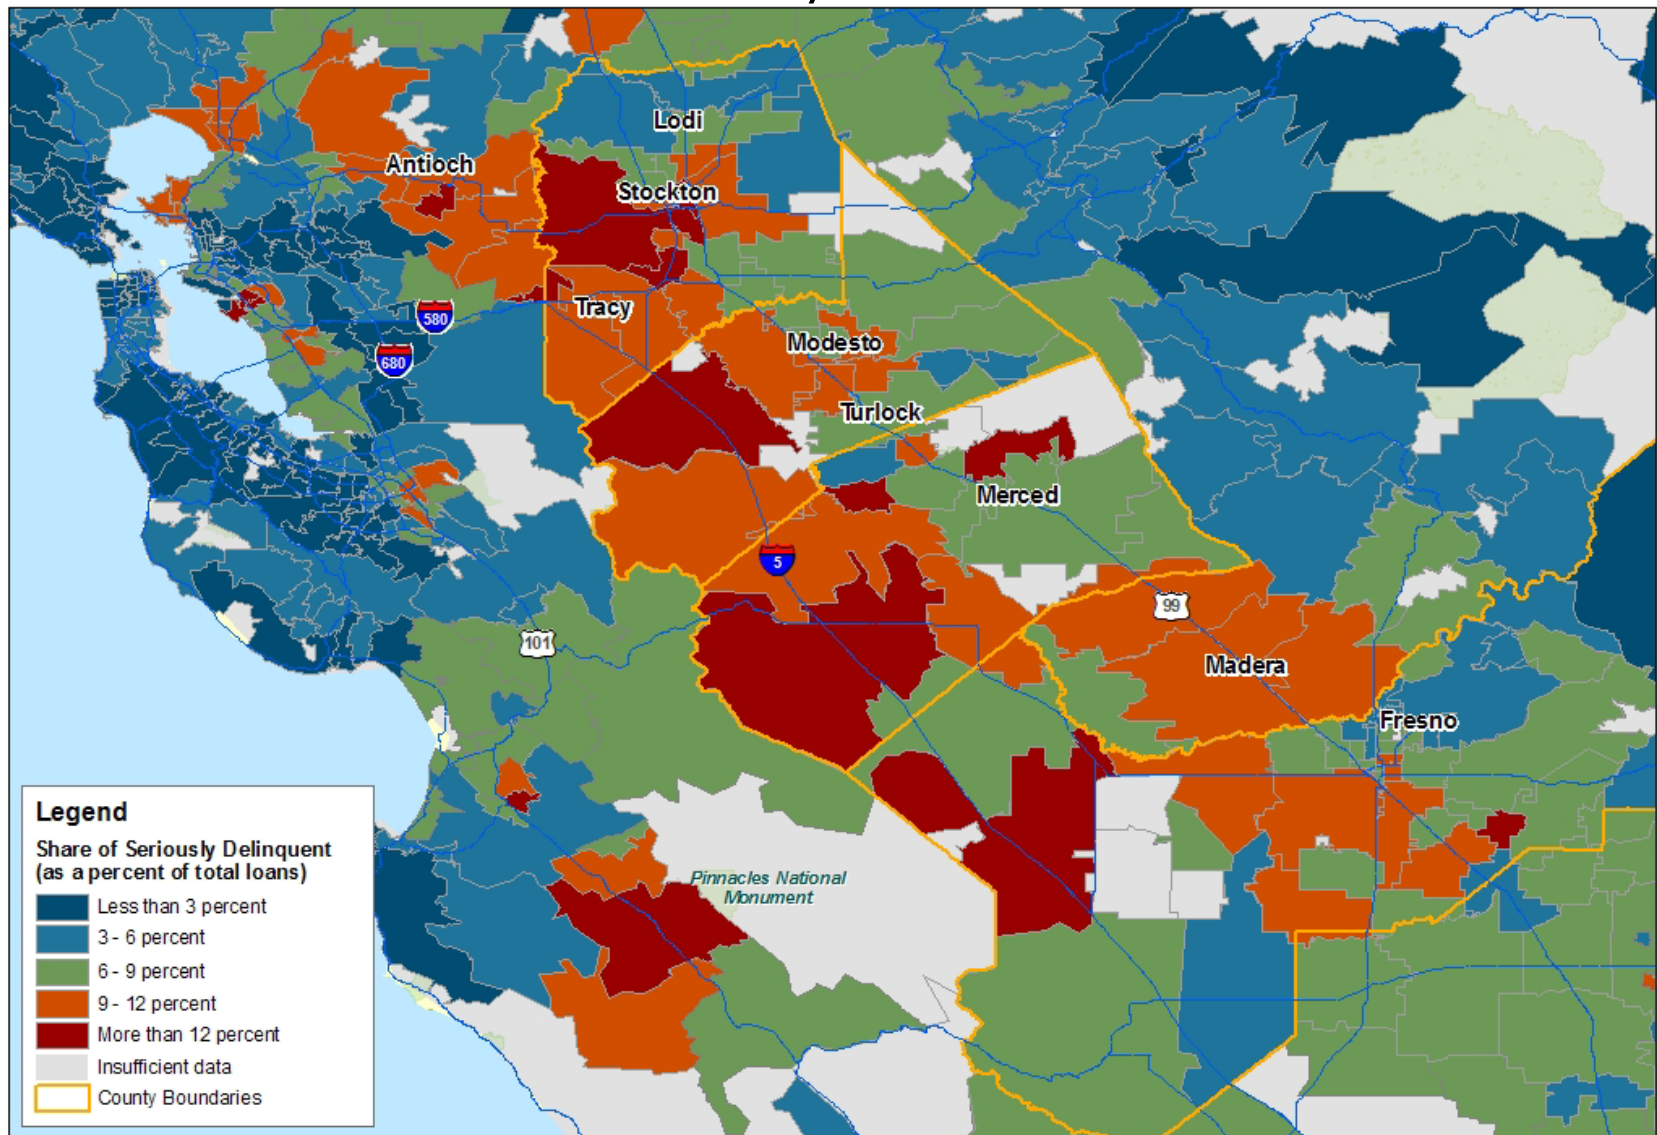 Lodi
Antioch
Stockton
580
Tracy
680
Modesto
Turlock
Merced
5
99
101
Madera
Fresno
Pinnacles National
Monument
Legend
Share of Seriously Delinquent
(as a percent of total loans)
Less than 3 percent
3 - 6 percent
6 - 9 percent
9 - 12 percent
More than 12 percent
Insufficient data
County Boundaries